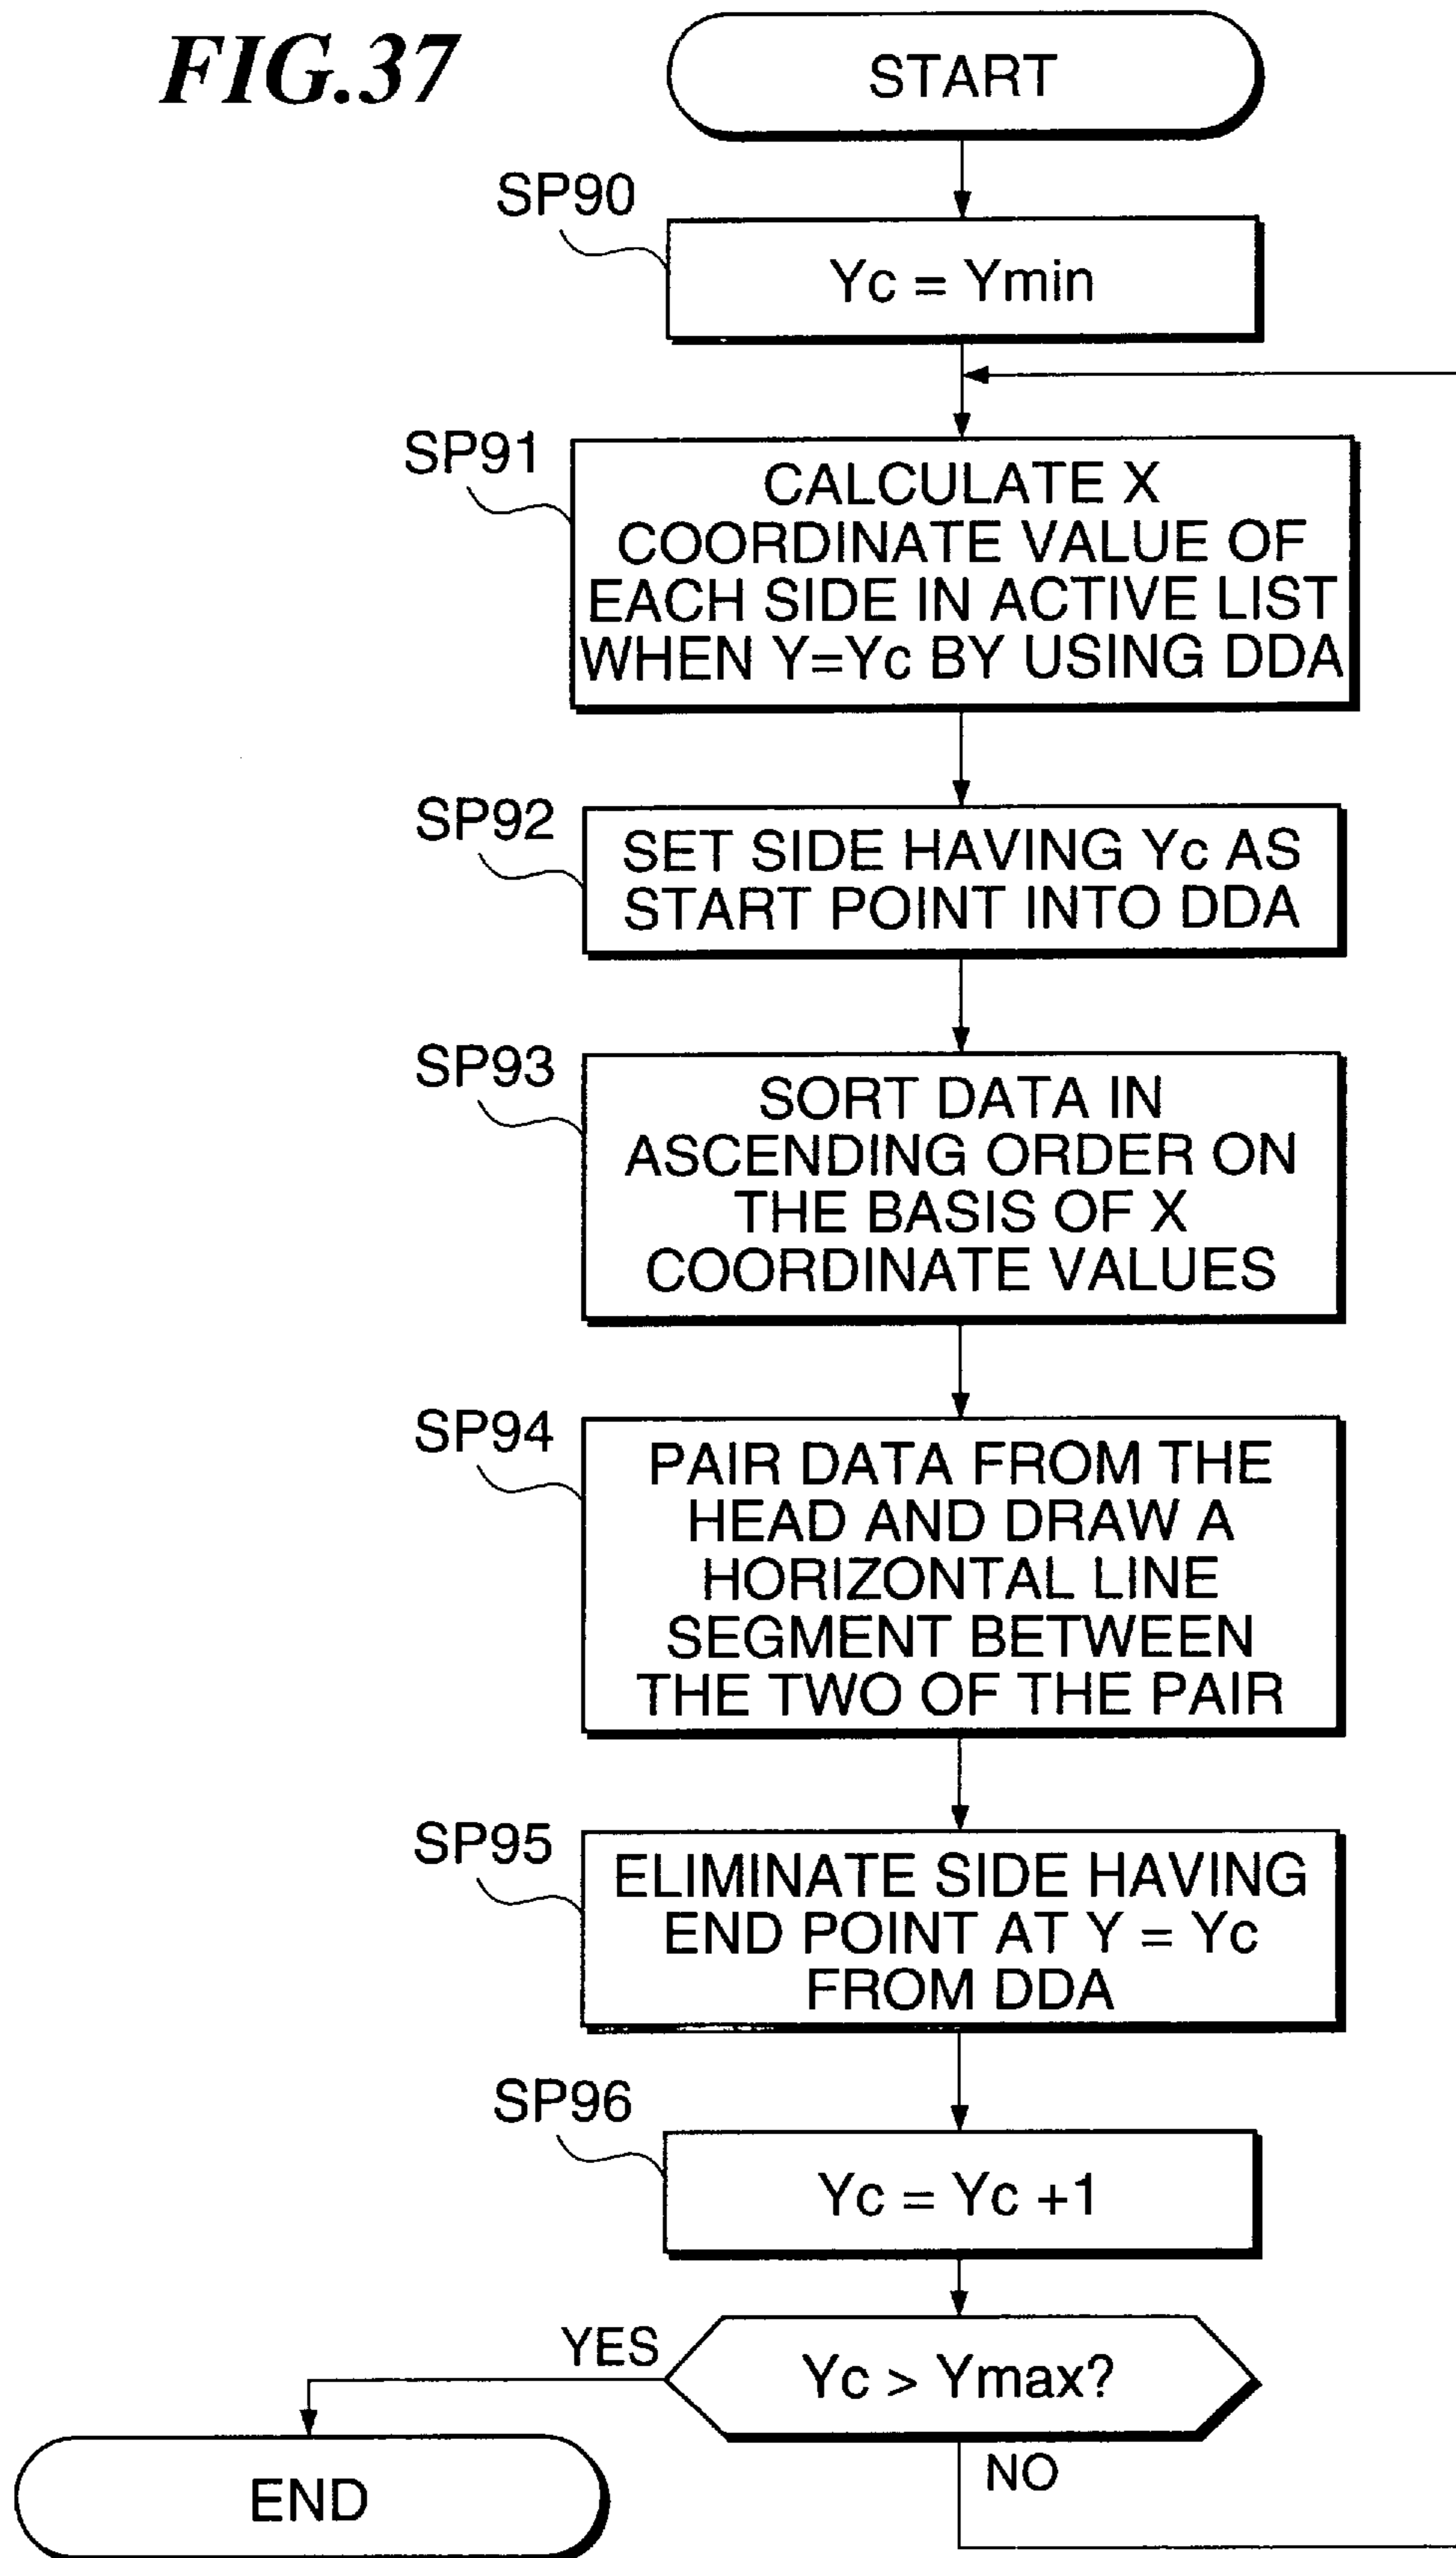 FIG.37
START
SP90
Yc = Ymin
SP91
CALCULATE X
COORDINATE VALUE OF
EACH SIDE IN ACTIVE LIST
WHEN Y=Yc BY USING DDA
SP92
SET SIDE HAVING Yc AS
START POINT INTO DDA
SP93
SORT DATA IN
ASCENDING ORDER ON
THE BASIS OF X
COORDINATE VALUES
SP94
PAIR DATA FROM THE
HEAD AND DRAW A
HORIZONTAL LINE
SEGMENT BETWEEN
THE TWO OF THE PAIR
SP95
ELIMINATE SIDE HAVING
END POINT AT Y = Yc
FROM DDA
SP96
Yc = Yc +1
YES
Yc > Ymax?
NO
END